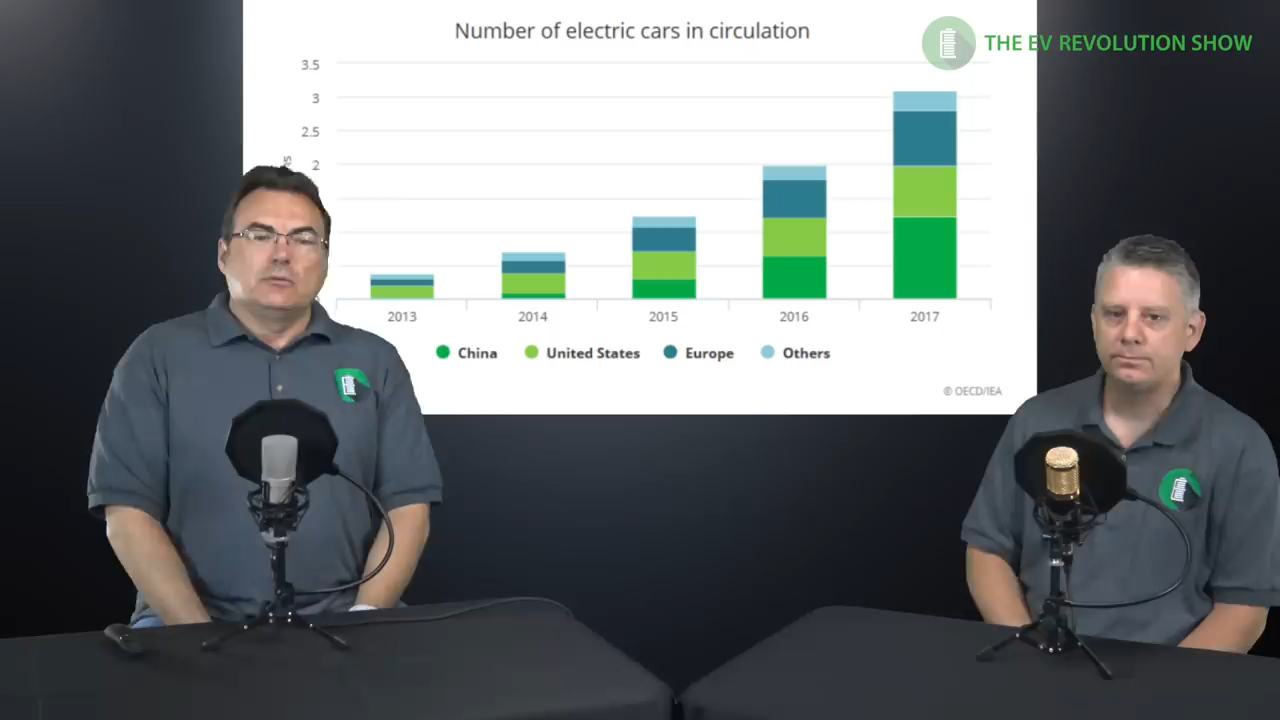 Number of electric cars in circulation
THE EV REVOLUTION SHOW
3.5
3
2.5
2
2013 2014 2015 2016 2017
China United States Europe Others
© OECD/IEA